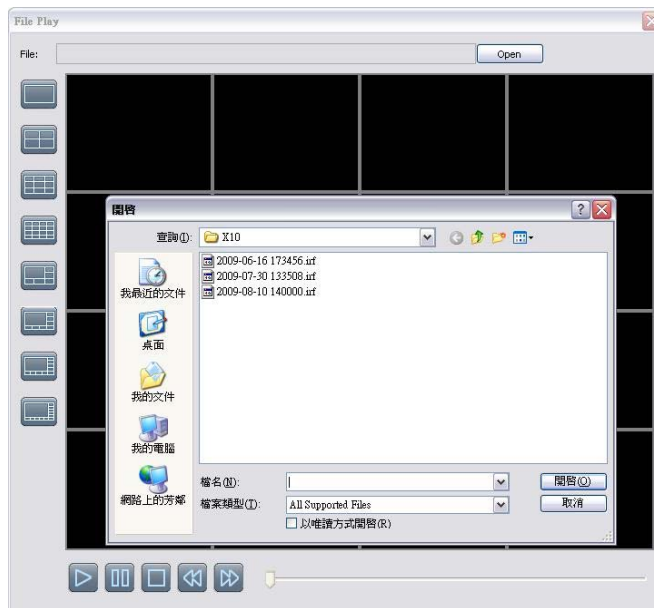 File Play
File:
Open
開啓
查詢(I):
X10
我最近的文件
桌面
我的文件
我的電腦
網路上的芳鄰
2009-06-16 173456.irf
2009-07-30 133508.irf
2009-08-10 140000.irf
檔名(N):
開啓(O)
檔案類型(T):
All Supported Files
取消
以唯讀方式開啓(R)